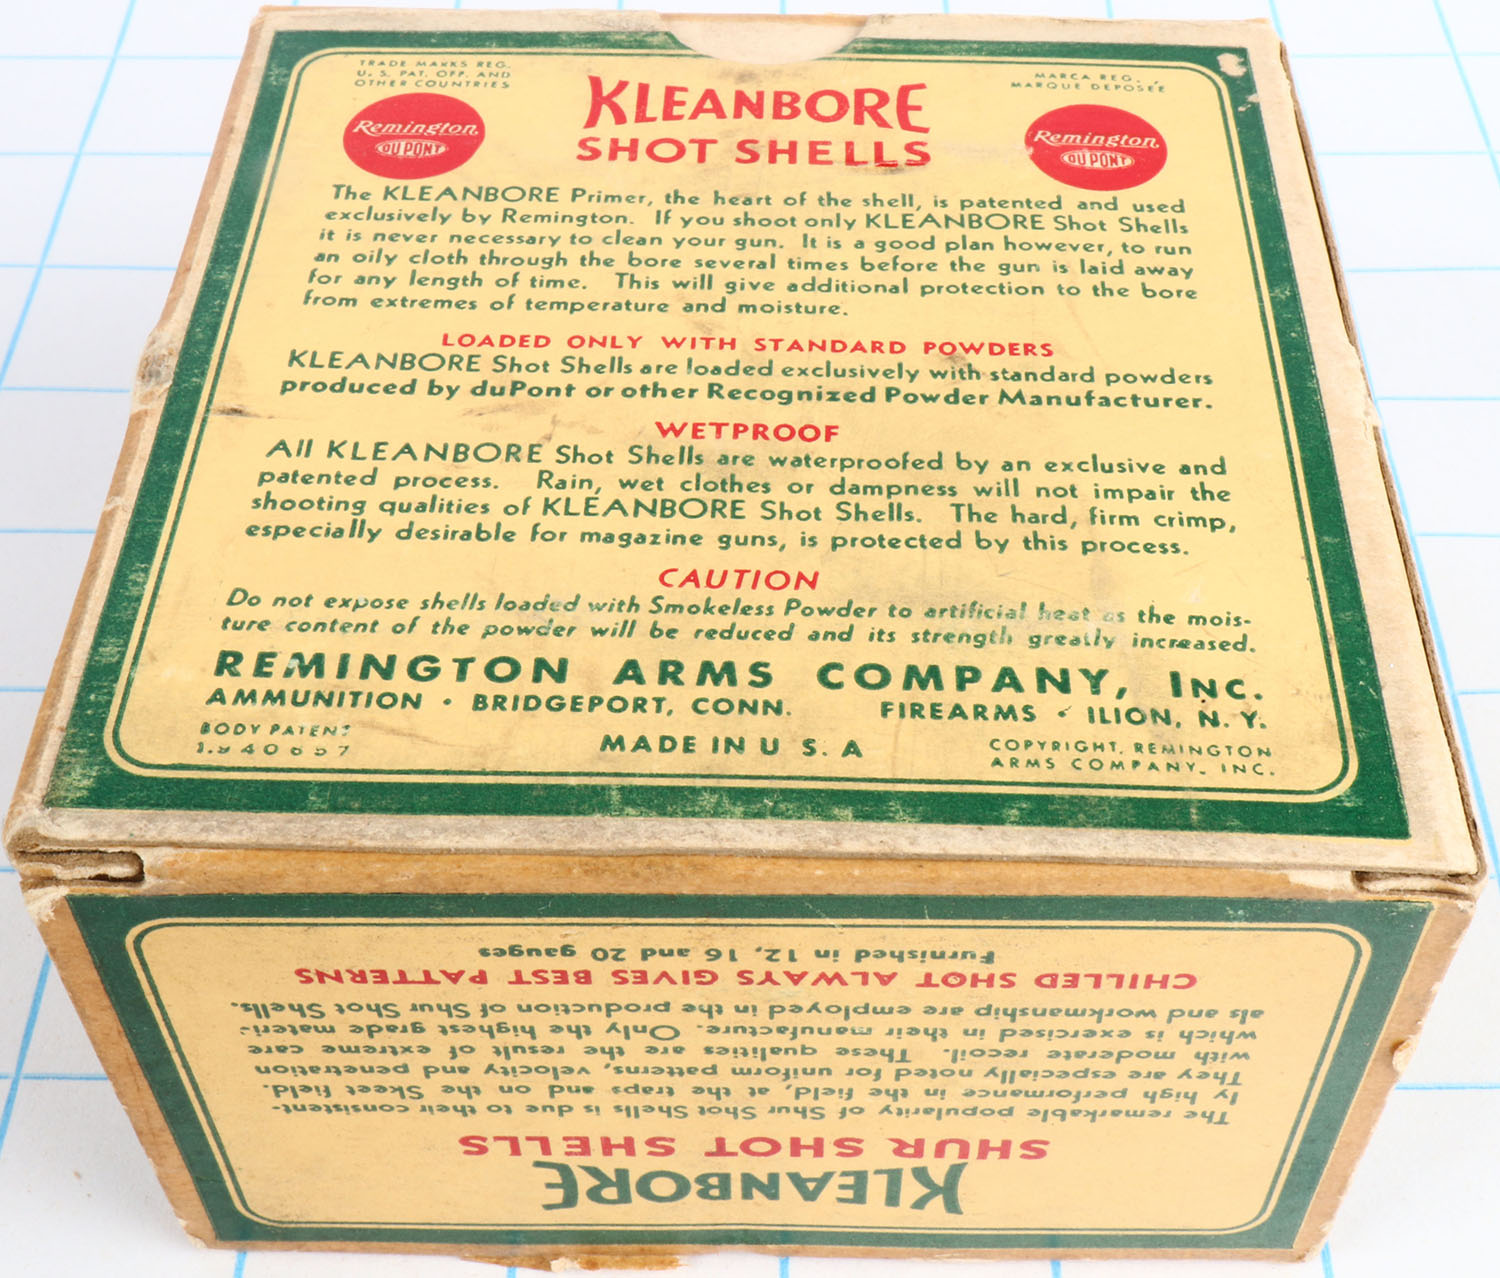 TRADE MARKS REG.
U. S. PAT. OFF. AND
OTHER COUNTRIES
Remington
DU PONT
KLEANBORE
SHOT SHELLS
MARCA REG.
MARQUE DEPOSÉE
Remington
DU PONT
The KLEANBORE Primer, the heart of the shell, is patented and used
exclusively by Remington. If you shoot only KLEANBORE Shot Shells
it is never necessary to clean your gun. It is a good plan however, to run
an oily cloth through the bore several times before the gun is laid away
for any length of time. This will give additional protection to the bore
from extremes of temperature and moisture.
LOADED ONLY WITH STANDARD POWDERS
KLEANBORE Shot Shells are loaded exclusively with standard powders
produced by duPont or other Recognized Powder Manufacturer.
WETPROOF
All KLEANBORE Shot Shells are waterproofed by an exclusive and
patented process. Rain, wet clothes or dampness will not impair the
shooting qualities of KLEANBORE Shot Shells. The hard, firm crimp,
especially desirable for magazine guns, is protected by this process.
CAUTION
Do not expose shells loaded with Smokeless Powder to artificial heat as the mois-
ture content of the powder will be reduced and its strength greatly increased.
REMINGTON ARMS COMPANY, INC.
AMMUNITION • BRIDGEPORT, CONN. FIREARMS • ILION, N. Y.
BODY PATENT
MADE IN U. S. A
COPYRIGHT, REMINGTON
ARMS COMPANY, INC.
KLEANBORE
SHUR SHOT SHELLS
The remarkable popularity of Shur Shot Shells is due to their consistent-
ly high performance in the field, at the traps and on the Skeet field.
They are especially noted for uniform patterns, velocity and penetration
with moderate recoil. These qualities are the result of extreme care
which is exercised in their manufacture. Only the highest grade materi-
als and workmanship are employed in the production of Shur Shot Shells.
CHILLED SHOT ALWAYS GIVES BEST PATTERNS
Furnished in 12, 16 and 20 gauges